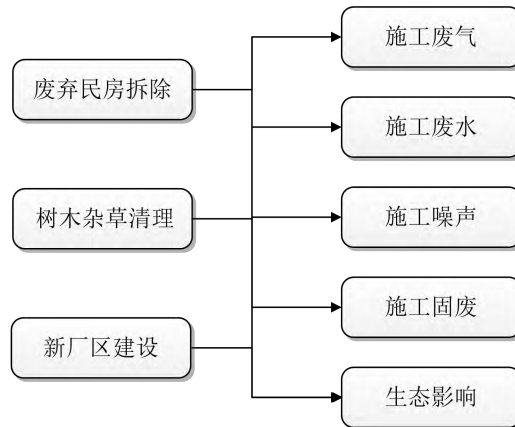 施工废气
废弃民房拆除
施工废水
树木杂草清理
施工噪声
施工固废
新厂区建设
生态影响